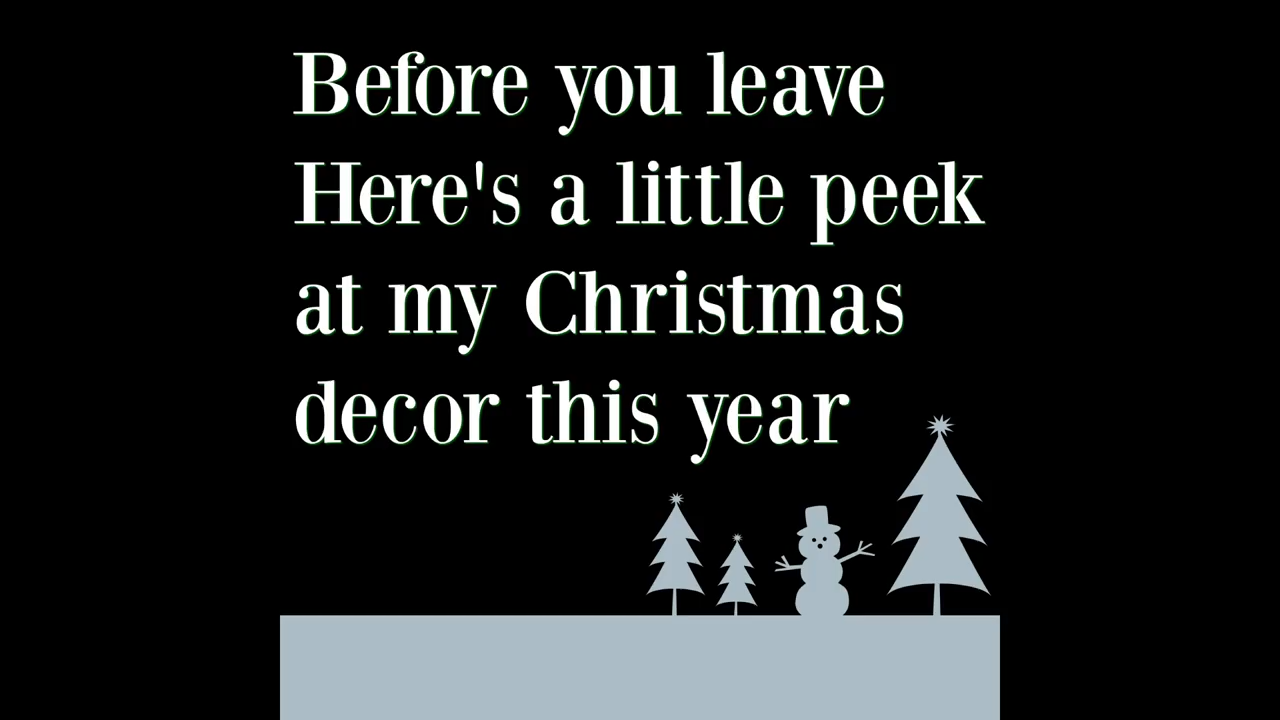 Before you leave
Here's a little peek
at my Christmas
decor this year